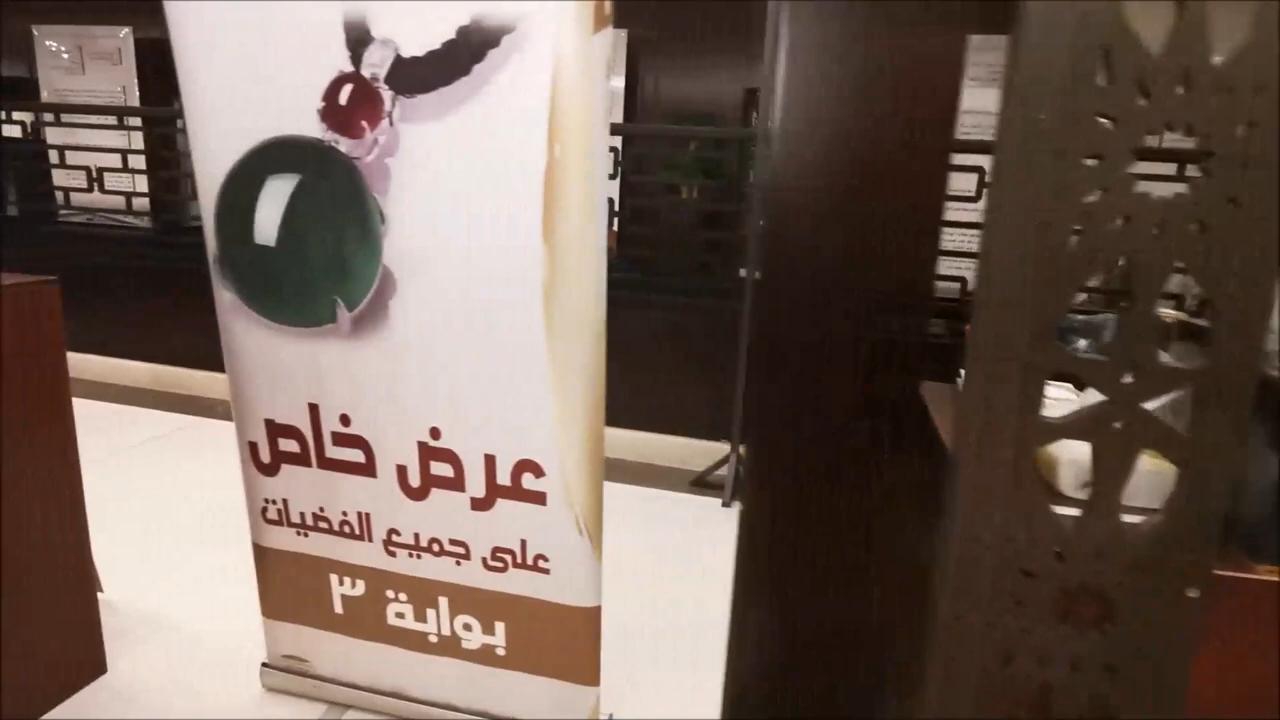 عرض خاص
على جميع الفضيات
بوابة ٣